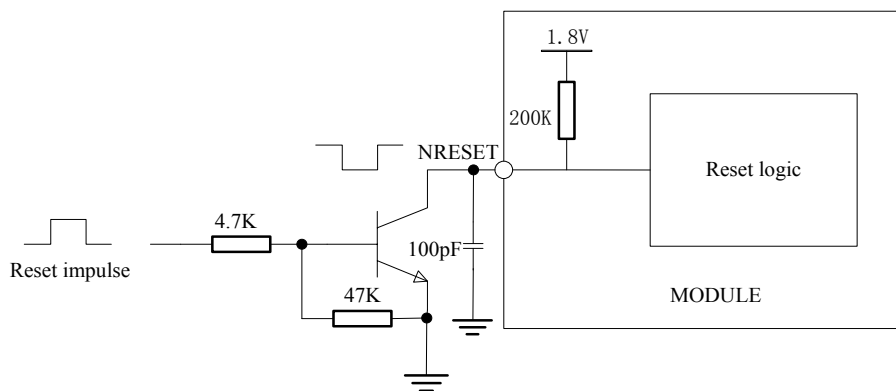 1.8V
200K
NRESET
Reset logic
4.7K
100pF
Reset impulse
47K
MODULE